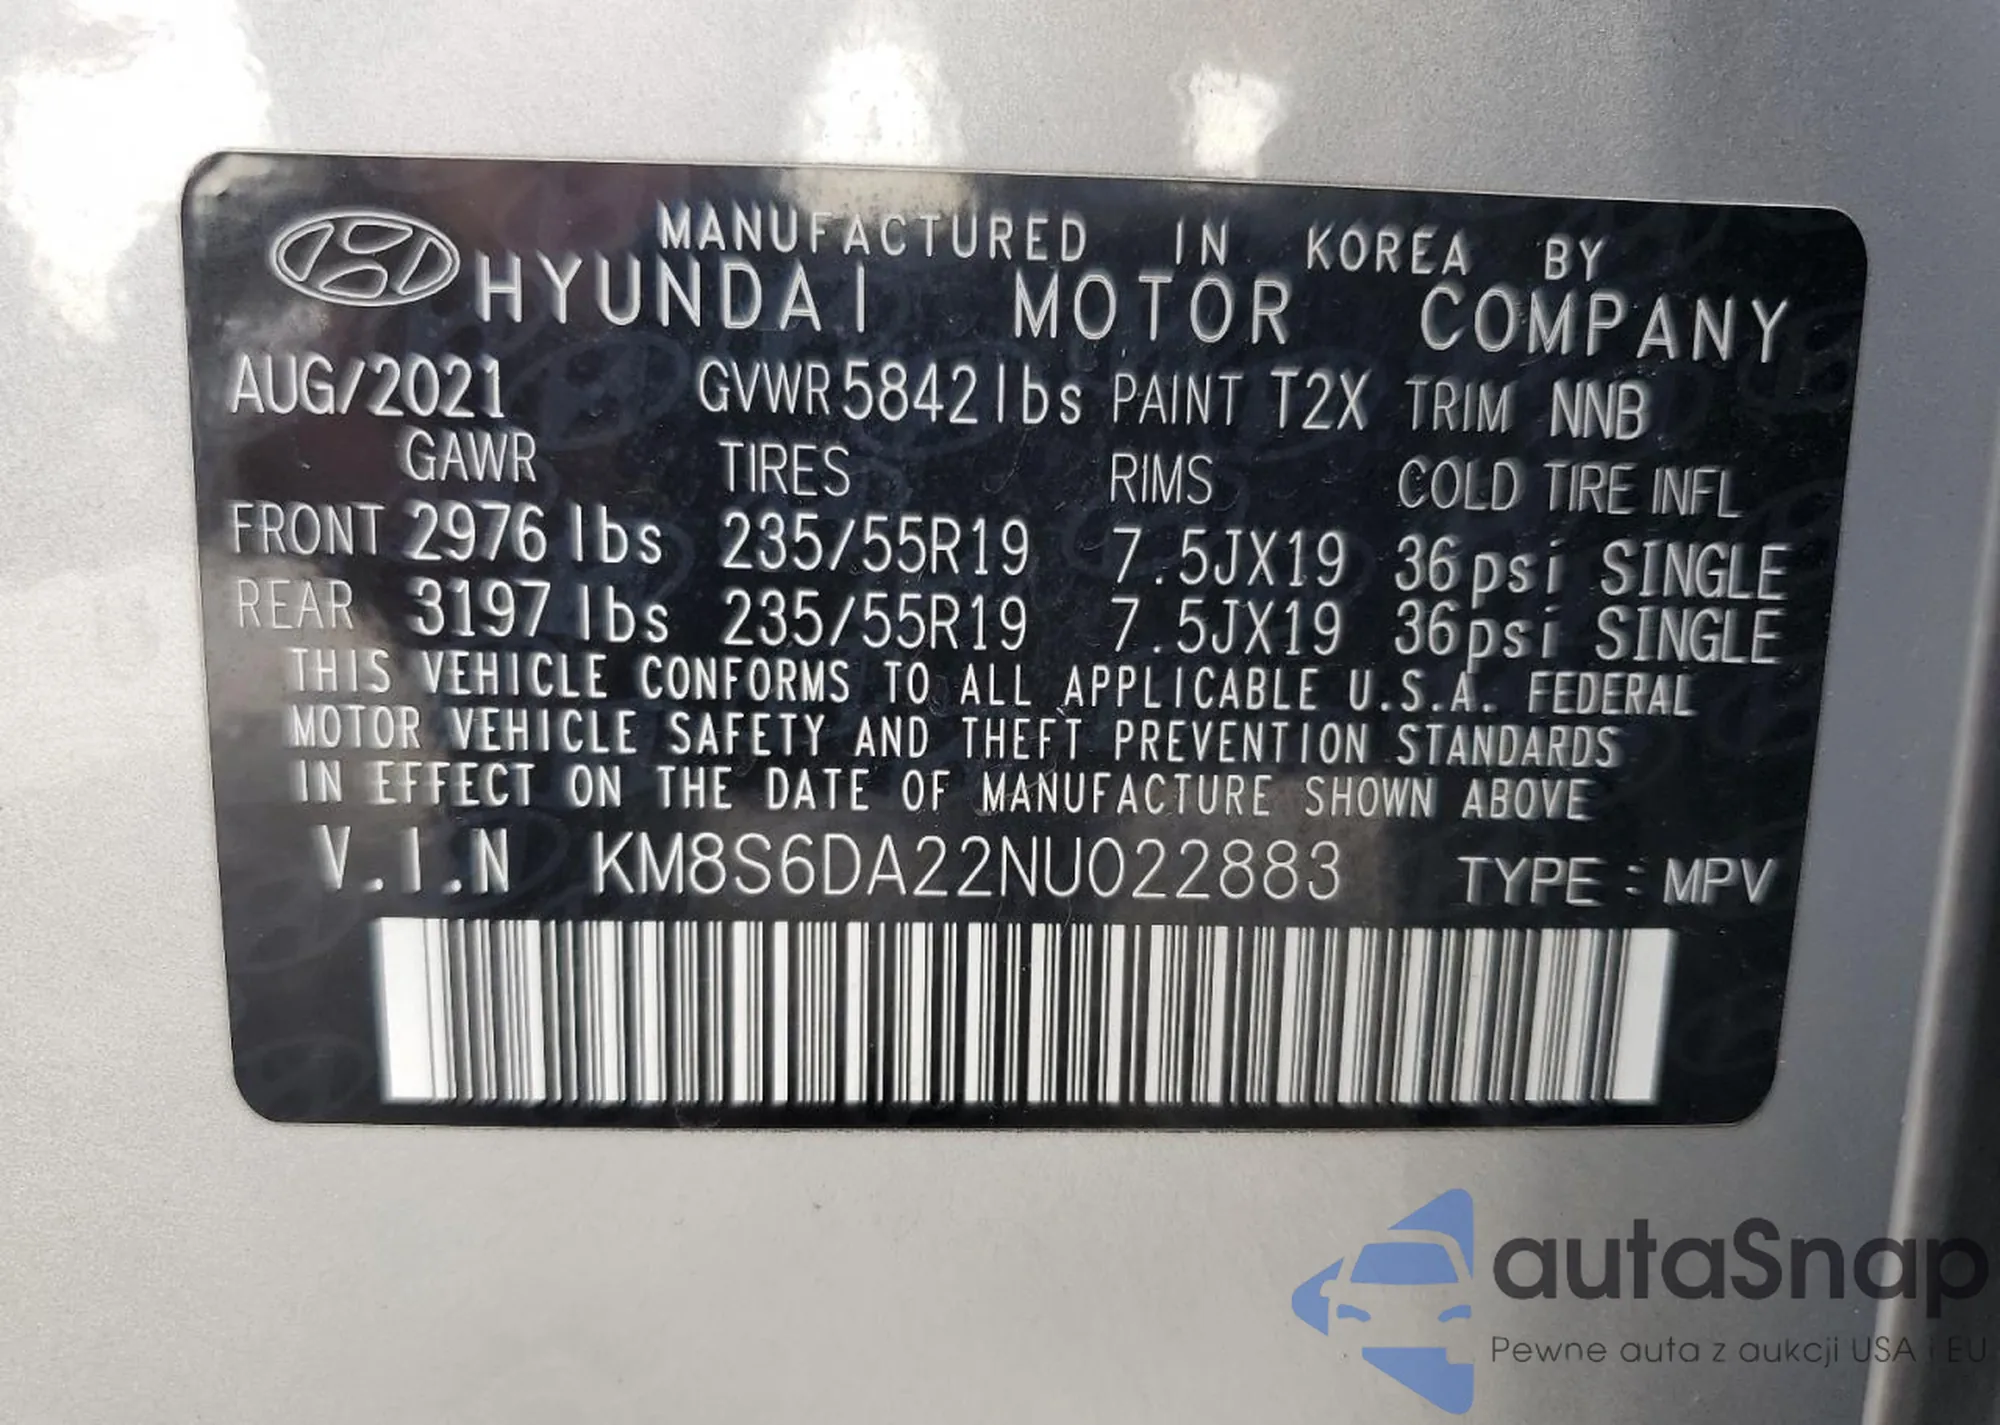 MANUFACTURED IN KOREA BY
HYUNDAI MOTOR COMPANY
AUG/2021 GVWR 5842 lbs PAINT T2X TRIM NNB
GAWR TIRES RIMS COLD TIRE INFL
FRONT 2976 lbs 235/55R19 7.5JX19 36psi SINGLE
REAR 3197 lbs 235/55R19 7.5JX19 36psi SINGLE
THIS VEHICLE CONFORMS TO ALL APPLICABLE U.S.A. FEDERAL
MOTOR VEHICLE SAFETY AND THEFT PREVENTION STANDARDS
IN EFFECT ON THE DATE OF MANUFACTURE SHOWN ABOVE
V.I.N KM8S6DA22NU022883 TYPE : MPV
autoSnap
Pewne auta z aukcji USA i EU